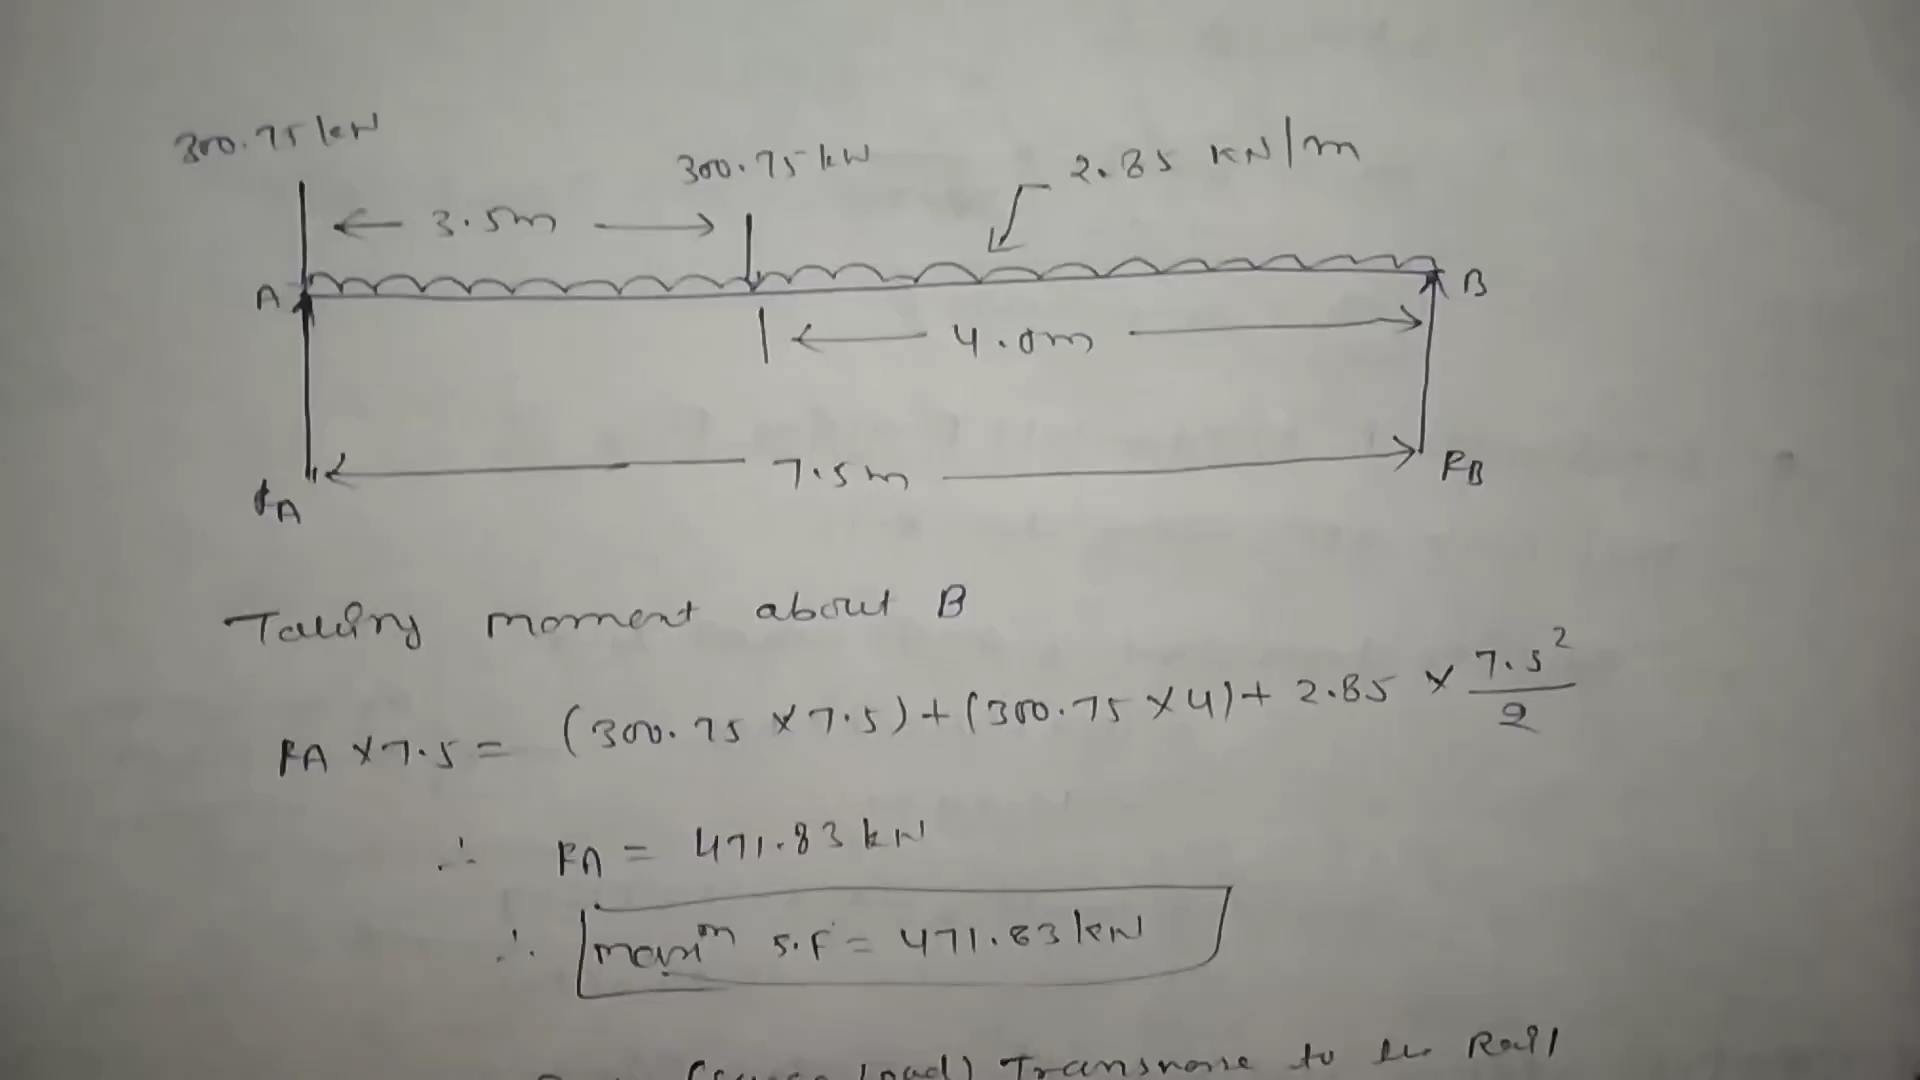 300.75 kN
300.75 kN
2.85 KN/m
3.5m
A
B
4.0m
7.5m
RA
RB
Taking moment about B
RA × 7.5 = (300.75 × 7.5) + (300.75 × 4) + 2.85 × 7.5² / 2
∴ RA = 471.83 kN
∴ maxm S.F = 471.83 kN
Load) Transverse to the Rail